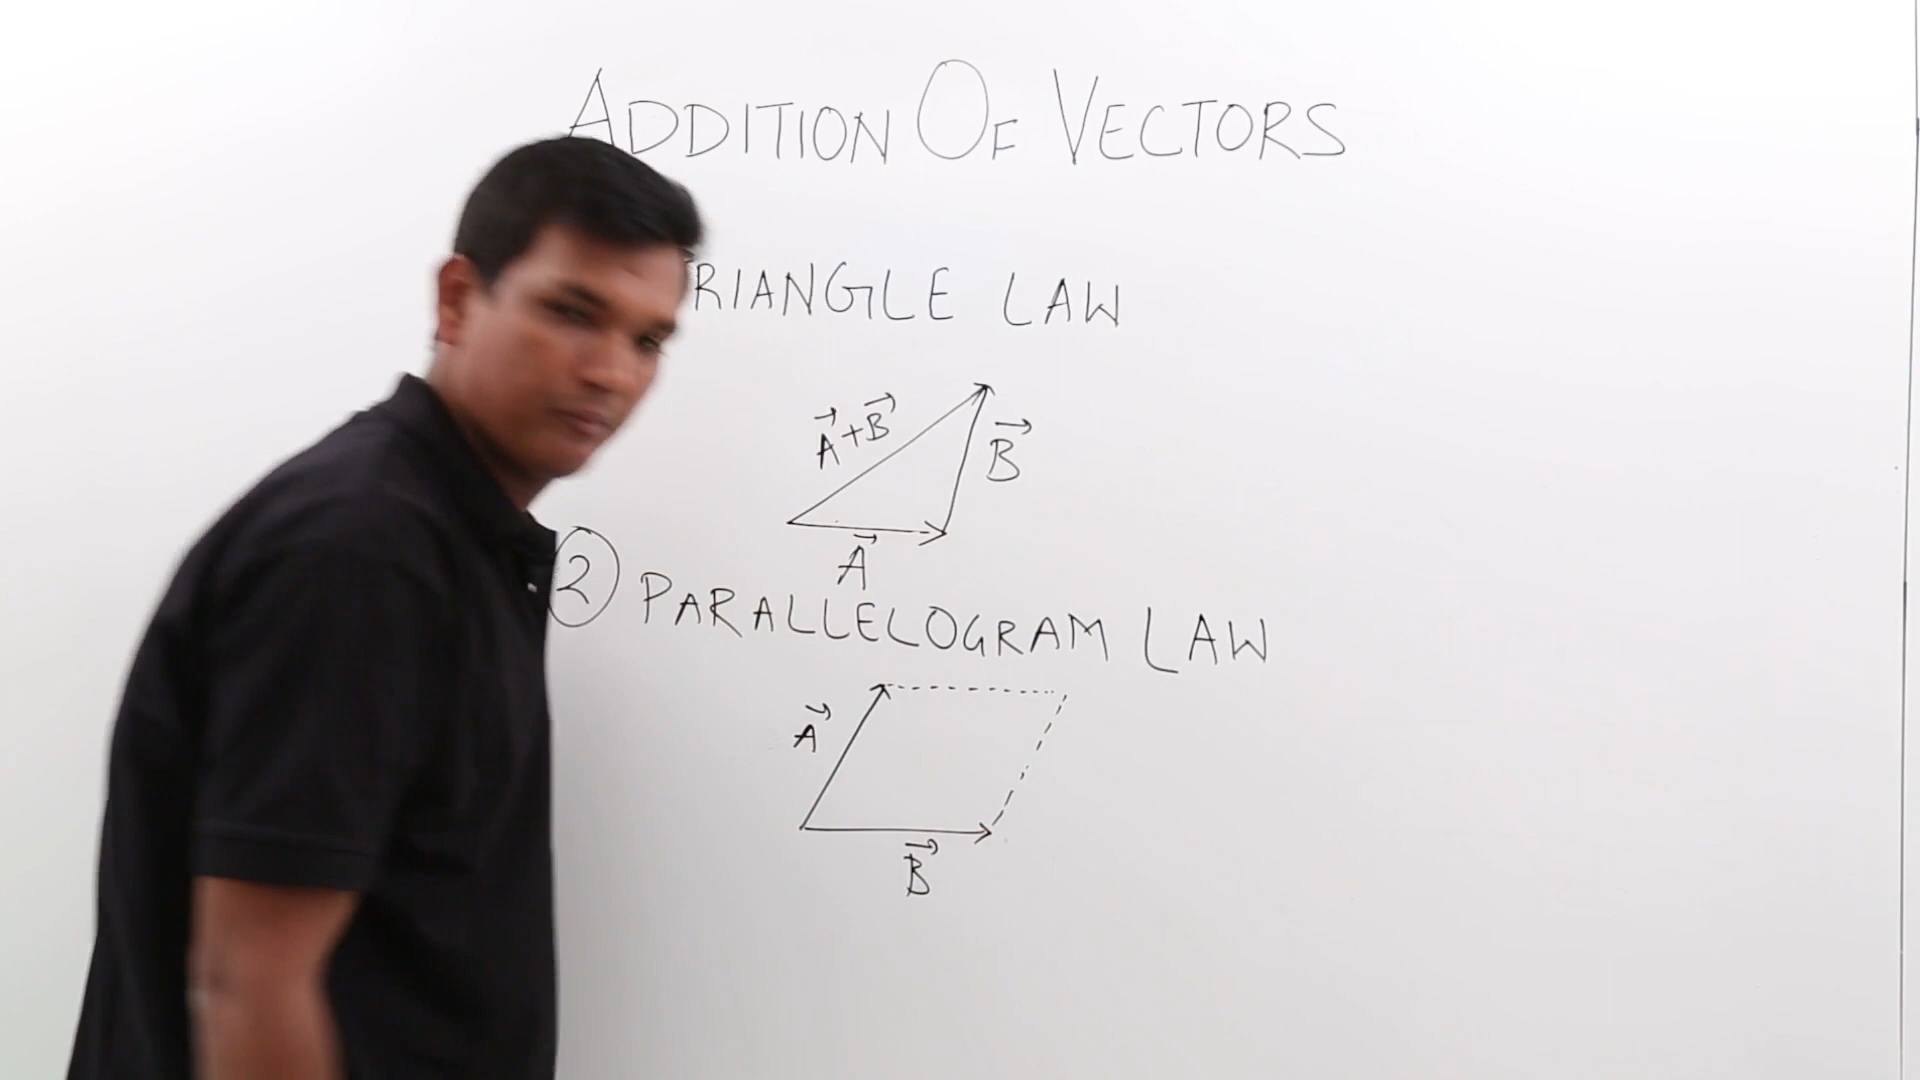 ADDITION OF VECTORS
RIANGLE LAW
A⃗+B⃗
B⃗
A⃗
2 PARALLELOGRAM LAW
A⃗
B⃗